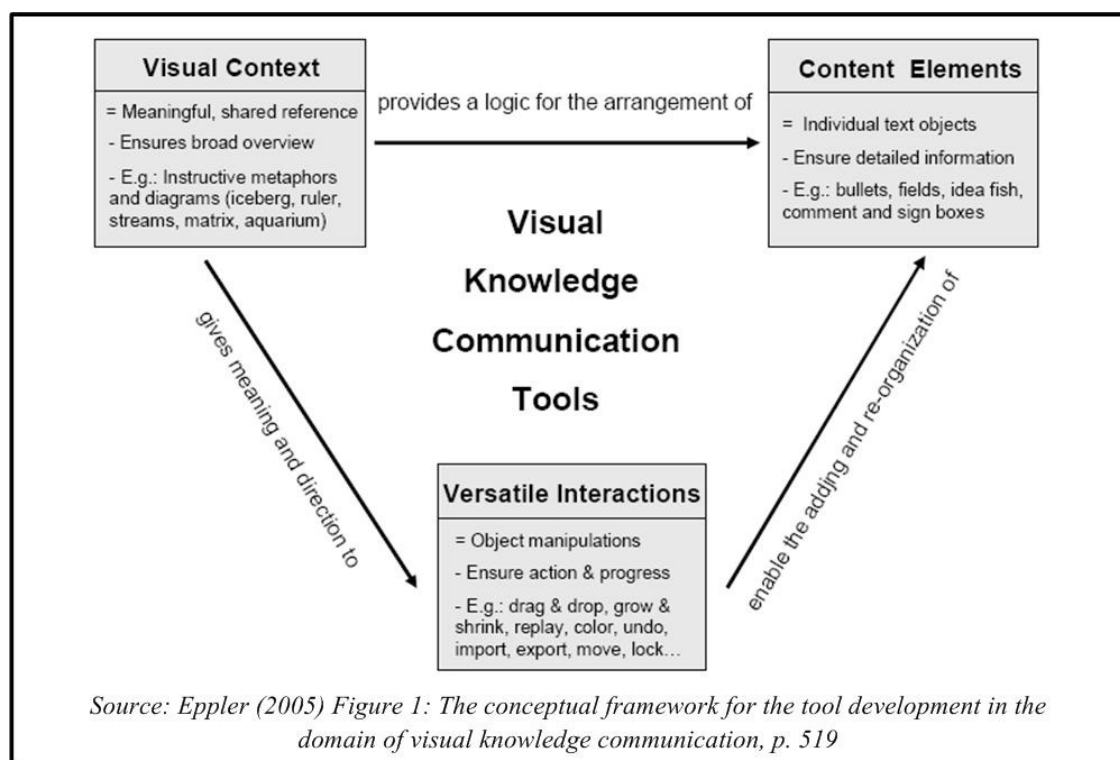 Visual Context
= Meaningful, shared reference
- Ensures broad overview
- E.g.: Instructive metaphors
and diagrams (iceberg, ruler,
streams, matrix, aquarium)
provides a logic for the arrangement of
Content Elements
= Individual text objects
- Ensure detailed information
- E.g.: bullets, fields, idea fish,
comment and sign boxes
Visual
Knowledge
Communication
Tools
gives meaning and direction to
Versatile Interactions
= Object manipulations
- Ensure action & progress
- E.g.: drag & drop, grow &
shrink, replay, color, undo,
import, export, move, lock...
enable the adding and re-organization of
Source: Eppler (2005) Figure 1: The conceptual framework for the tool development in the
domain of visual knowledge communication, p. 519